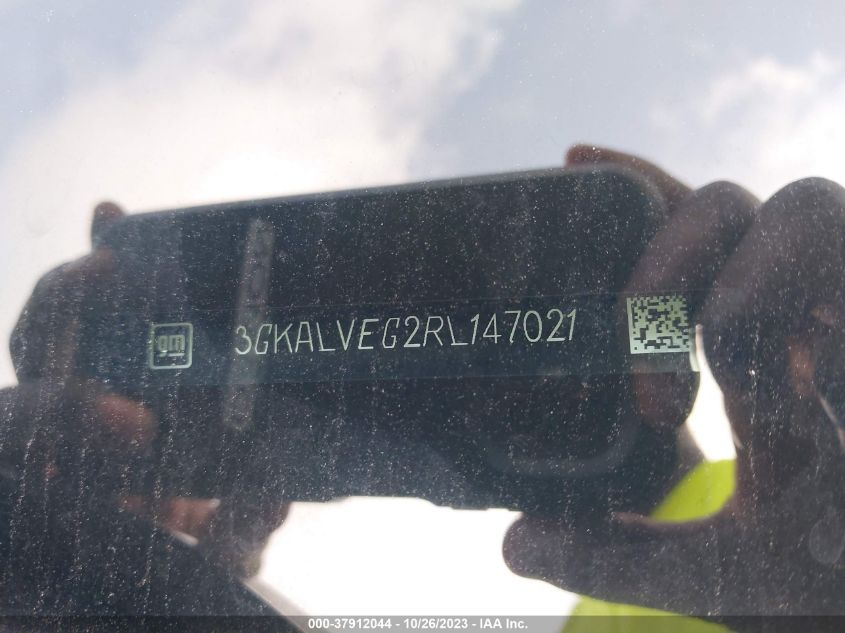 gm 3GKALVEG2RL147021
000-37912044 - 10/26/2023 - IAA Inc.